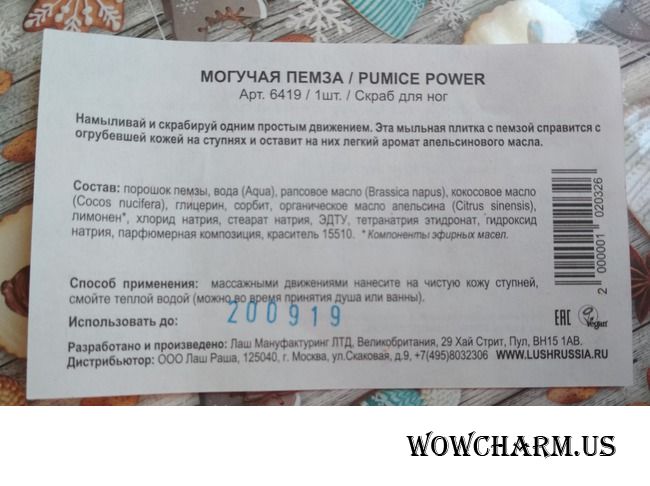 МОГУЧАЯ ПЕМЗА / PUMICE POWER
Арт. 6419 / 1шт. / Скраб для ног
Намыливай и скрабируй одним простым движением. Эта мыльная плитка с пемзой справится с
огрубевшей кожей на ступнях и оставит на них легкий аромат апельсинового масла.
Состав: порошок пемзы, вода (Aqua), рапсовое масло (Brassica napus), кокосовое масло
(Cocos nucifera), глицерин, сорбит, органическое масло апельсина (Citrus sinensis),
лимонен*, хлорид натрия, стеарат натрия, ЭДТУ, тетранатрия этидронат, гидроксид
натрия, парфюмерная композиция, краситель 15510. * Компоненты эфирных масел.
2 000001 020326
Способ применения: массажными движениями нанесите на чистую кожу ступней,
смойте теплой водой (можно во время принятия душа или ванны).
Использовать до: 200919
EAC Vegan
Разработано и произведено: Лаш Мануфактуринг ЛТД, Великобритания, 29 Хай Стрит, Пул, BH15 1AB.
Дистрибьютор: ООО Лаш Раша, 125040, г. Москва, ул.Скаковая, д.9, +7(495)8032306 WWW.LUSHRUSSIA.RU
WOWCHARM.US